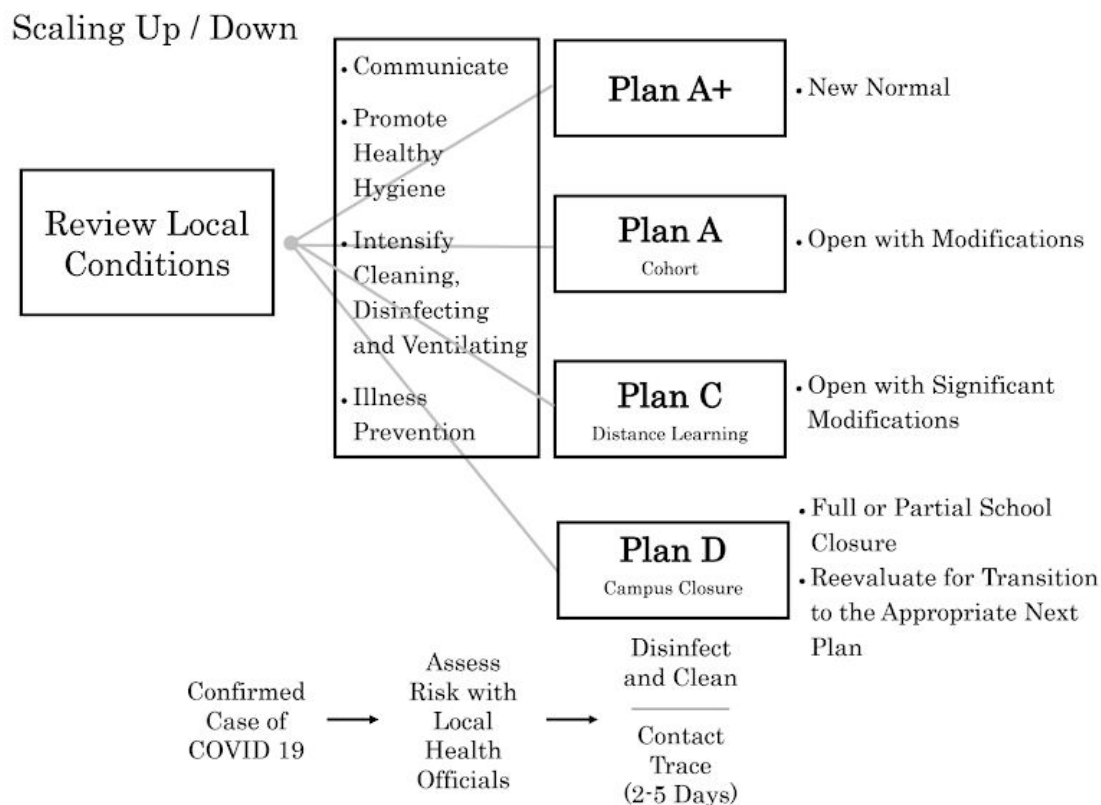 Scaling Up / Down
Review Local
Conditions
• Communicate
• Promote
Healthy
Hygiene
• Intensify
Cleaning,
Disinfecting
and Ventilating
• Illness
Prevention
Plan A+
• New Normal
Plan A
Cohort
• Open with Modifications
Plan C
Distance Learning
• Open with Significant
Modifications
Plan D
Campus Closure
• Full or Partial School
Closure
• Reevaluate for Transition
to the Appropriate Next
Plan
Confirmed
Case of
COVID 19
Assess
Risk with
Local
Health
Officials
Disinfect
and Clean
Contact
Trace
(2-5 Days)